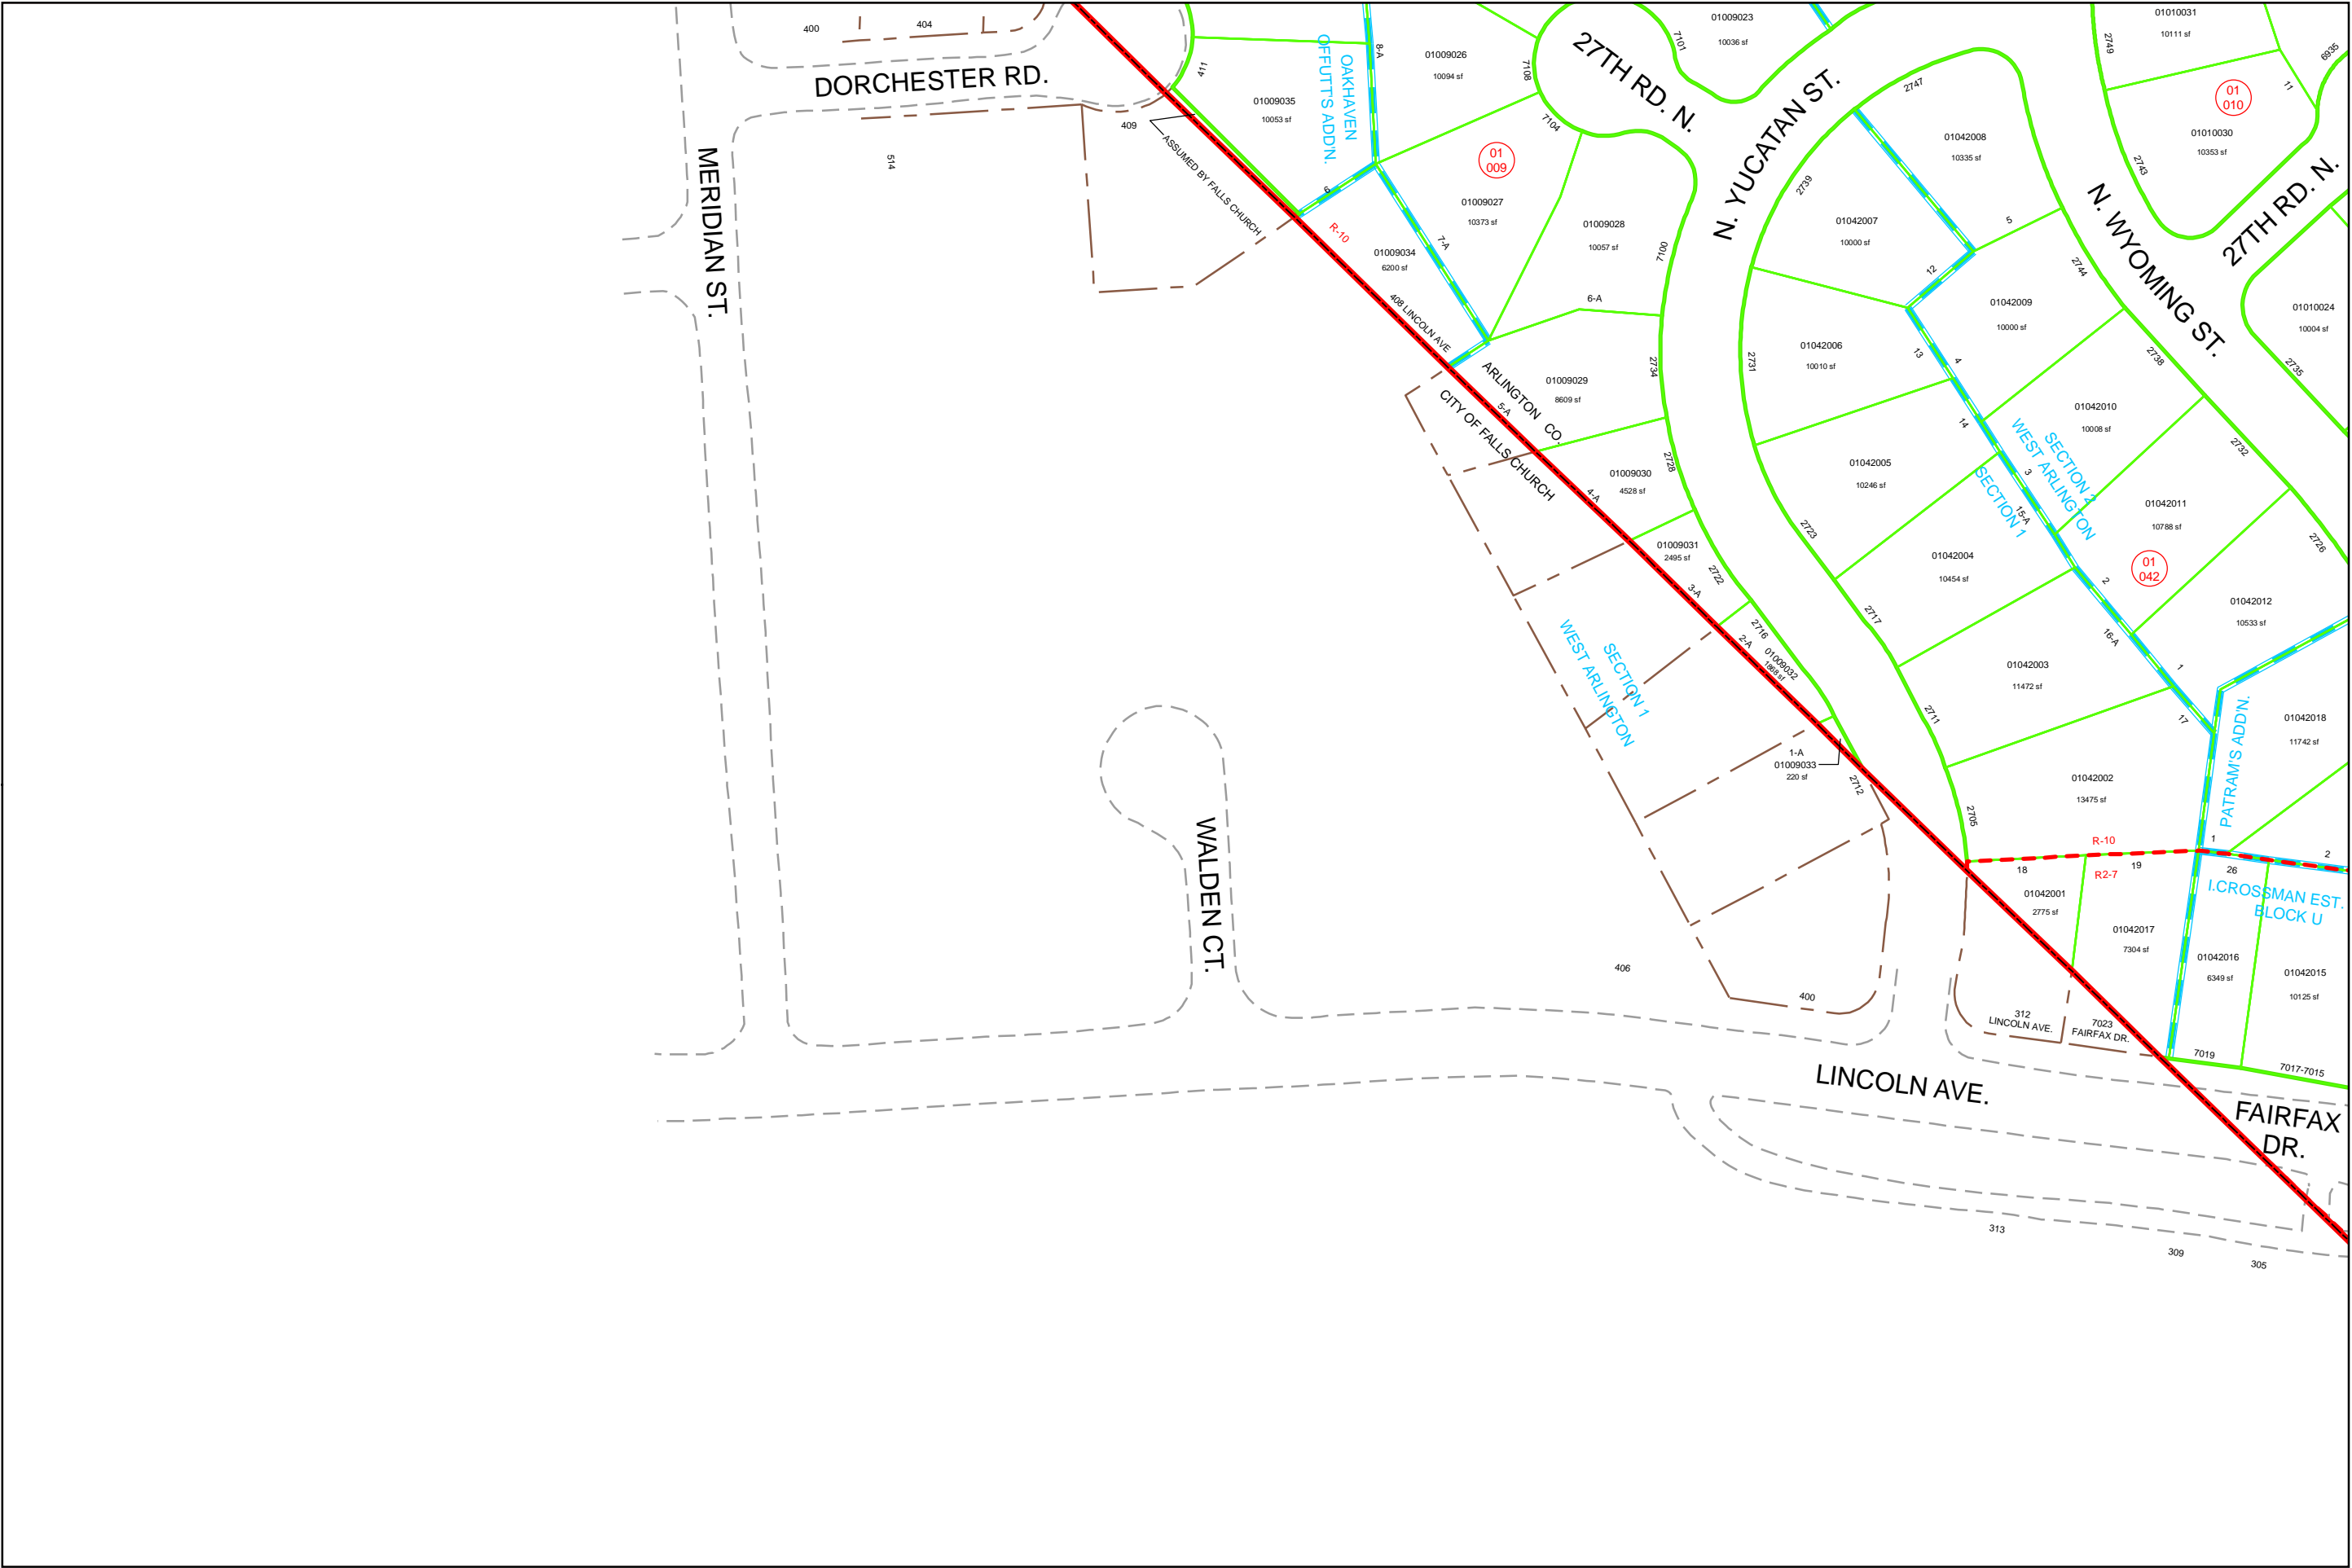 400
404
DORCHESTER RD.
MERIDIAN ST.
514
409
ASSUMED BY FALLS CHURCH
411
01009035
10053 sf
OAKHAVEN
OFFUTT'S ADD'N.
8-A
6
R-10
01009034
6200 sf
408 LINCOLN AVE
7-A
01009026
10094 sf
7108
7104
01
009
01009027
10373 sf
01009028
10057 sf
7100
6-A
27TH RD. N.
7101
01009023
10036 sf
N. YUCATAN ST.
2747
2739
01042008
10335 sf
01042007
10000 sf
5
12
01042009
10000 sf
01042006
10010 sf
2731
2734
13
4
14
2744
N. WYOMING ST.
2749
01010031
10111 sf
6935
11
01
010
01010030
10353 sf
2743
27TH RD. N.
01010024
10004 sf
2735
2738
2732
2726
01009029
8609 sf
ARLINGTON CO.
5-A
CITY OF FALLS CHURCH
2728
01009030
4528 sf
4-A
01009031
2495 sf
2722
3-A
2716
2-A
01009032
1868 sf
SECTION 1
WEST ARLINGTON
1-A
01009033
220 sf
2712
01042010
10008 sf
01042005
10246 sf
SECTION 2
WEST ARLINGTON
SECTION 1
3
15-A
01042011
10788 sf
2723
01042004
10454 sf
01
042
2
16-A
01042012
10533 sf
2717
01042003
11472 sf
1
17
2711
PATRAM'S ADD'N.
01042018
11742 sf
01042002
13475 sf
2705
R-10
R2-7
18
19
1
26
2
01042001
2775 sf
I.CROSSMAN EST.
BLOCK U
01042017
7304 sf
01042016
6349 sf
01042015
10125 sf
WALDEN CT.
406
400
312
LINCOLN AVE.
7023
FAIRFAX DR.
7019
7017-7015
LINCOLN AVE.
FAIRFAX
DR.
313
309
305